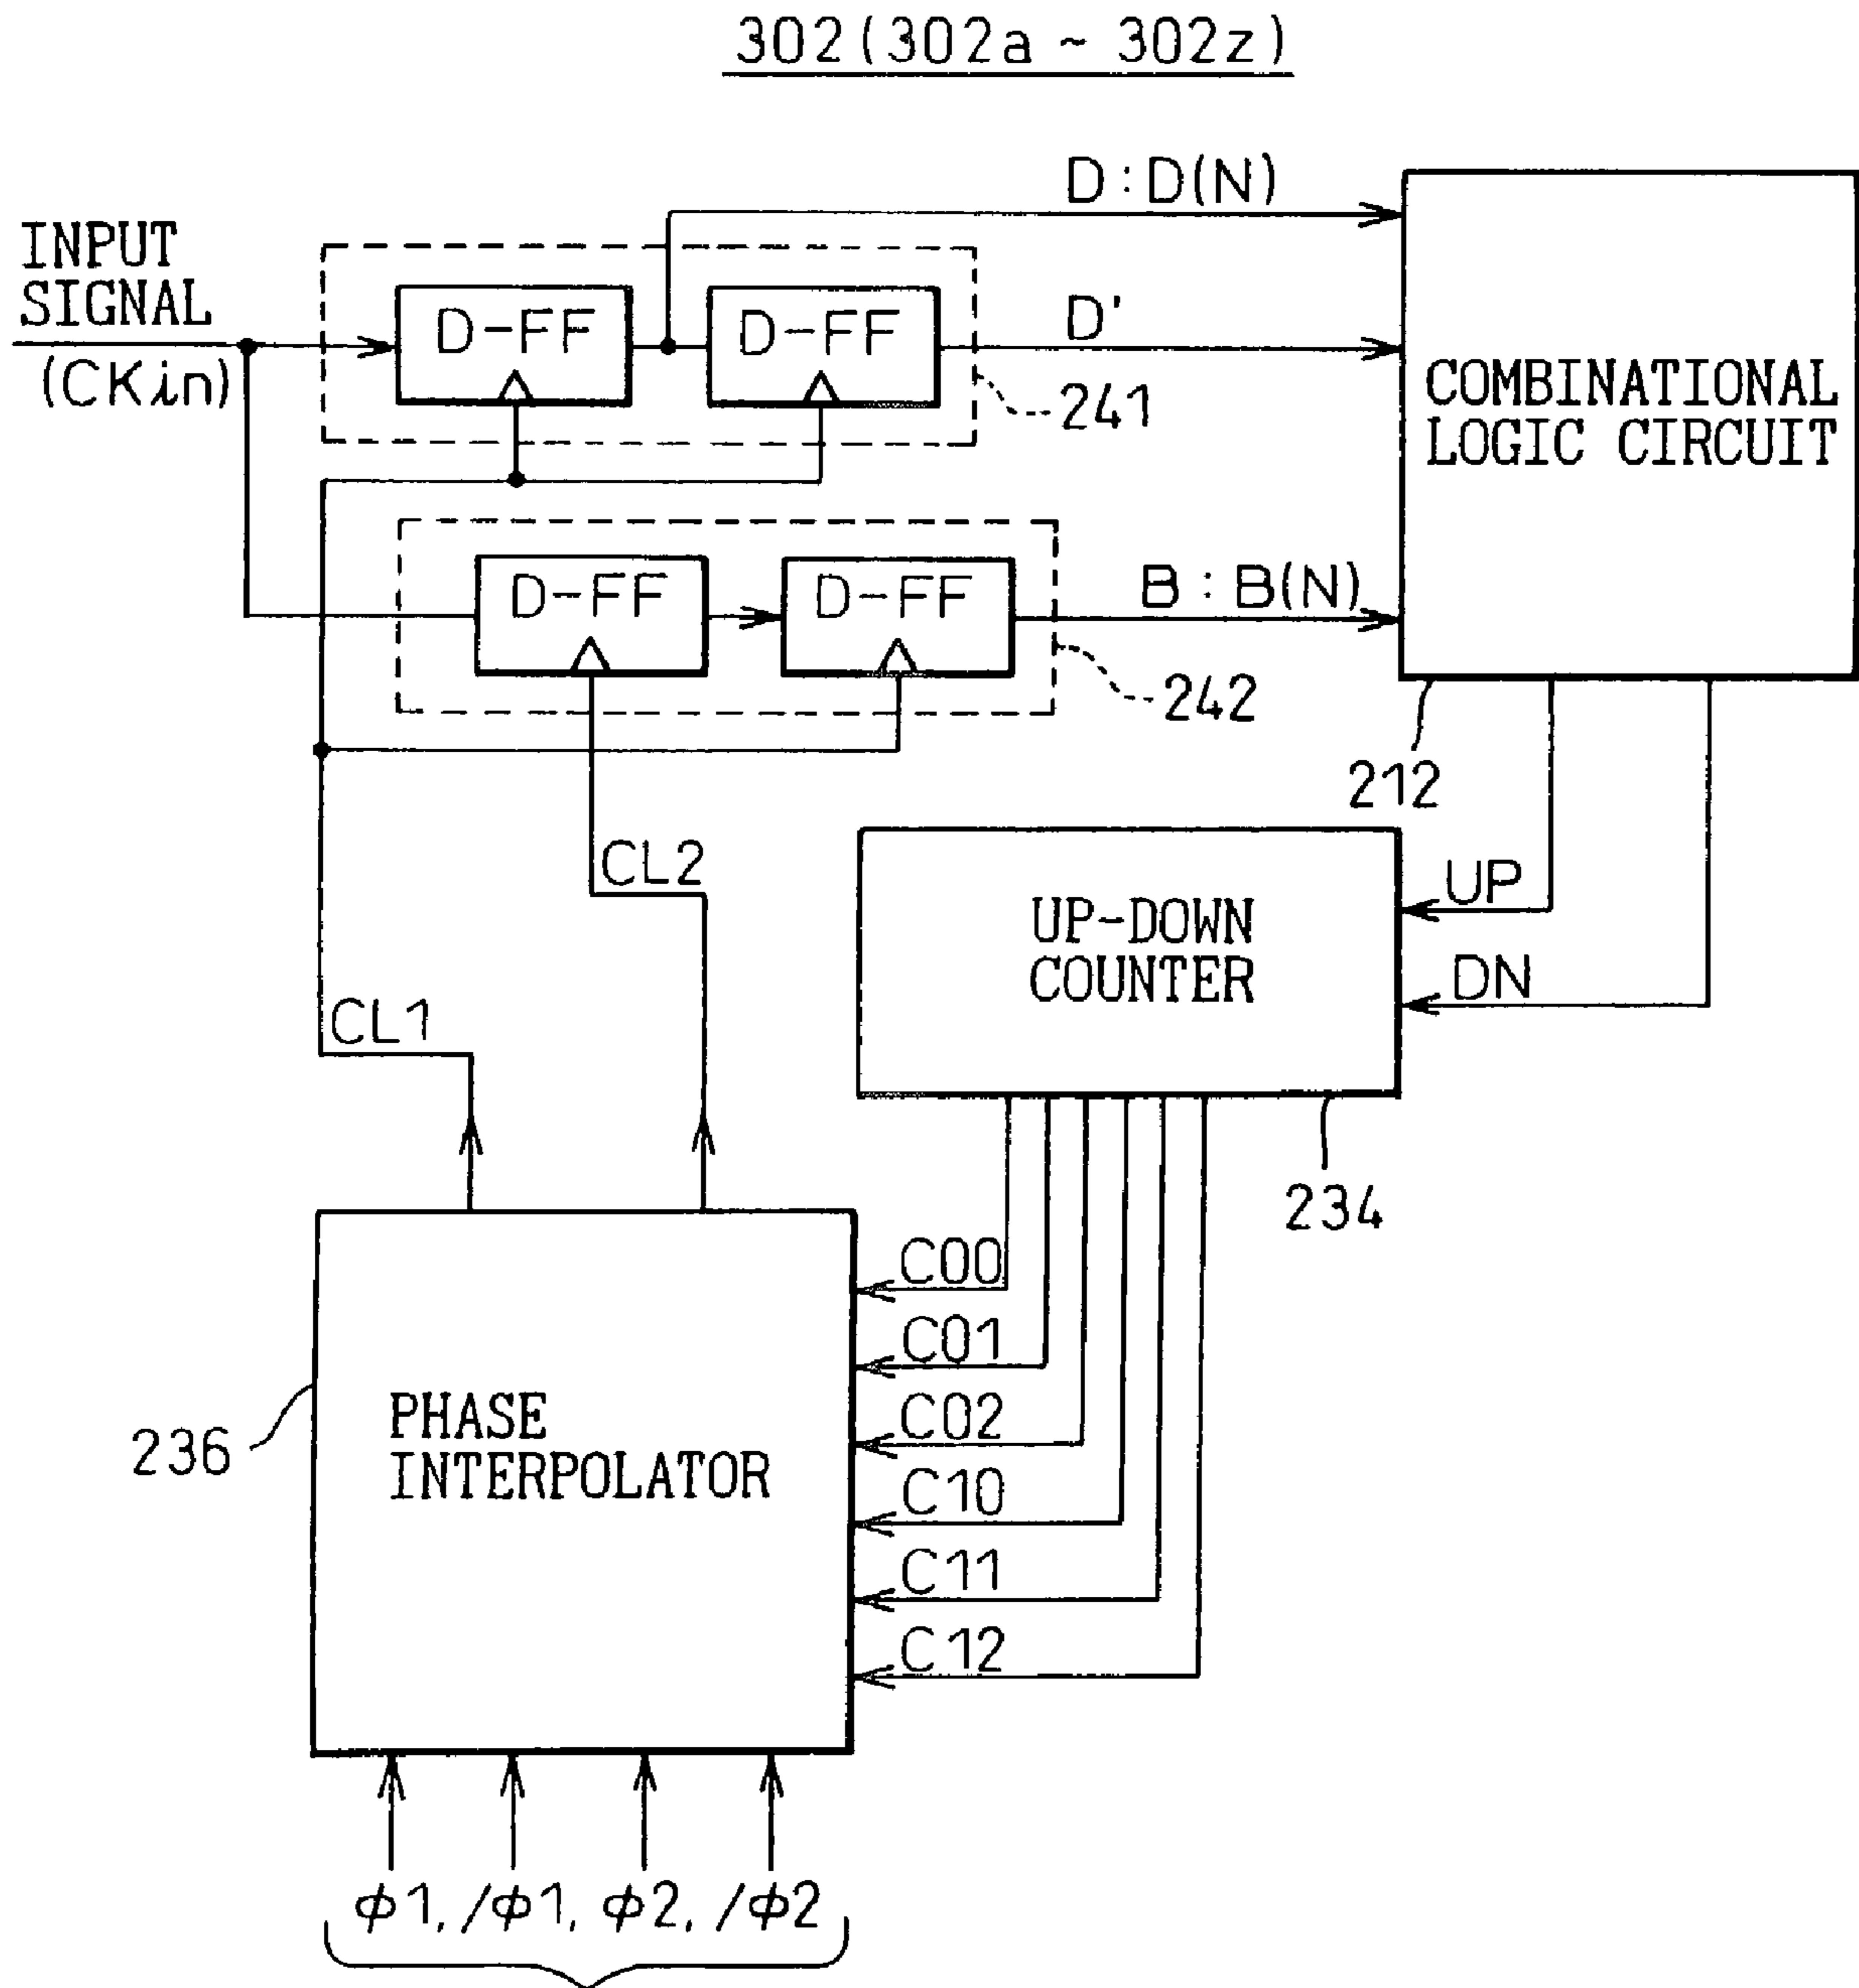 302(302a ~ 302z)
D : D(N)
INPUT
SIGNAL
(CKin)
D-FF
D-FF
D'
241
COMBINATIONAL
LOGIC CIRCUIT
D-FF
D-FF
B : B(N)
242
212
CL2
UP
UP-DOWN
COUNTER
DN
CL1
234
C00
C01
C02
C10
C11
C12
236
PHASE
INTERPOLATOR
φ1, /φ1, φ2, /φ2